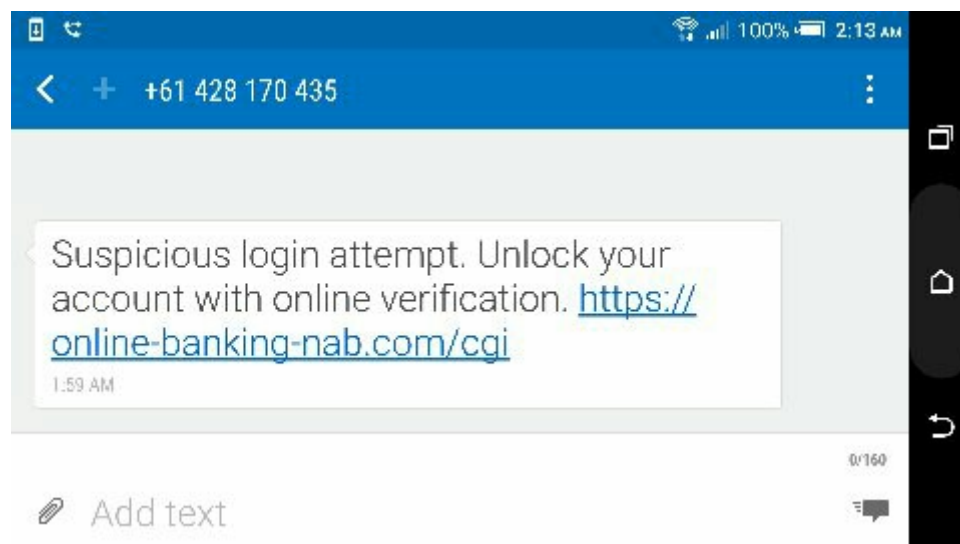 100% 2:13 AM
+61 428 170 435
Suspicious login attempt. Unlock your
account with online verification. https://
online-banking-nab.com/cgi
1:59 AM
0/160
Add text